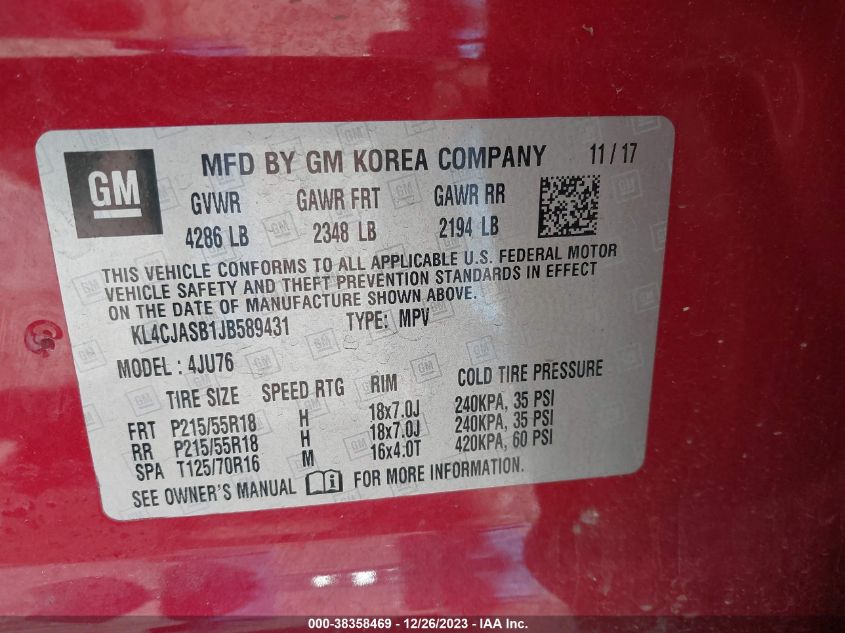 GM
MFD BY GM KOREA COMPANY 11 / 17
GVWR GAWR FRT GAWR RR
4286 LB 2348 LB 2194 LB
THIS VEHICLE CONFORMS TO ALL APPLICABLE U.S. FEDERAL MOTOR
VEHICLE SAFETY AND THEFT PREVENTION STANDARDS IN EFFECT
ON THE DATE OF MANUFACTURE SHOWN ABOVE.
KL4CJASB1JB589431 TYPE: MPV
MODEL : 4JU76
TIRE SIZE SPEED RTG RIM COLD TIRE PRESSURE
FRT P215/55R18 H 18x7.0J 240KPA, 35 PSI
RR P215/55R18 H 18x7.0J 240KPA, 35 PSI
SPA T125/70R16 M 16x4.0T 420KPA, 60 PSI
SEE OWNER'S MANUAL FOR MORE INFORMATION.
000-38358469 - 12/26/2023 - IAA Inc.